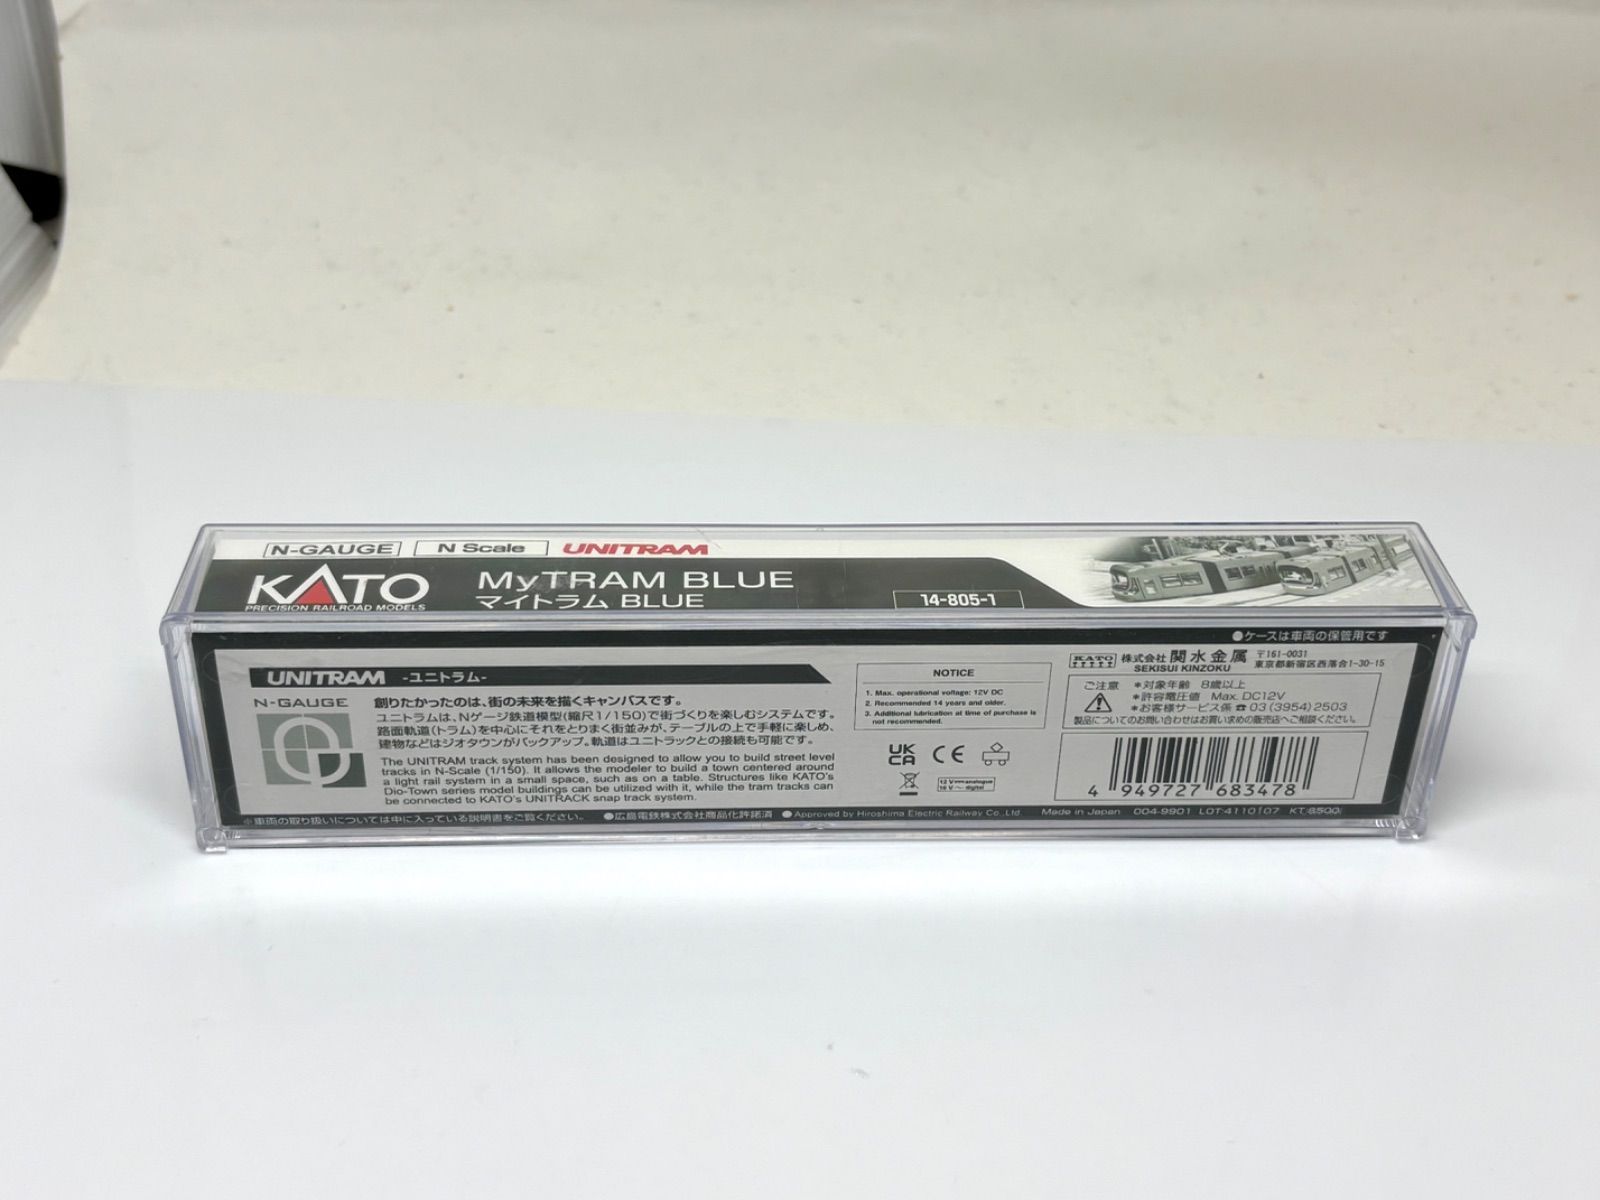 N-GAUGE N Scale UNITRAM
KATO
PRECISION RAILROAD MODELS
MyTRAM BLUE
マイトラム BLUE
14-805-1
●ケースは車両の保管用です
UNITRAM -ユニトラム-
N-GAUGE
創りたかったのは、街の未来を描くキャンバスです。
ユニトラムは、Nゲージ鉄道模型(縮尺1/150)で街づくりを楽しむシステムです。
路面軌道(トラム)を中心にそれをとりまく街並みが、テーブルの上で手軽に楽しめ、
建物などはジオタウンがバックアップ。軌道はユニトラックとの接続も可能です。
The UNITRAM track system has been designed to allow you to build street level
tracks in N-Scale (1/150). It allows the modeler to build a town centered around
a light rail system in a small space, such as on a table. Structures like KATO's
Dio-Town series model buildings can be utilized with it, while the tram tracks can
be connected to KATO's UNITRACK snap track system.
NOTICE
1. Max. operational voltage: 12V DC
2. Recommended 14 years and older.
3. Additional lubrication at time of purchase is
not recommended.
UK
CA CE
12 V analogue
16 V digital
KATO 株式会社 関水金属 〒161-0031
SEKISUI KINZOKU 東京都新宿区西落合1-30-15
ご注意 *対象年齢 8歳以上
*許容電圧値 Max. DC12V
*お客様サービス係 ☎ 03(3954)2503
製品についてのお問い合わせはお買い求めの販売店へご相談ください。
4 949727 683478
※車両の取り扱いについては中に入っている説明書をご覧ください。 ●広島電鉄株式会社商品化許諾済 ●Approved by Hiroshima Electric Railway Co.,Ltd. Made in Japan 004-9901 LOT:4110107 KT:8500